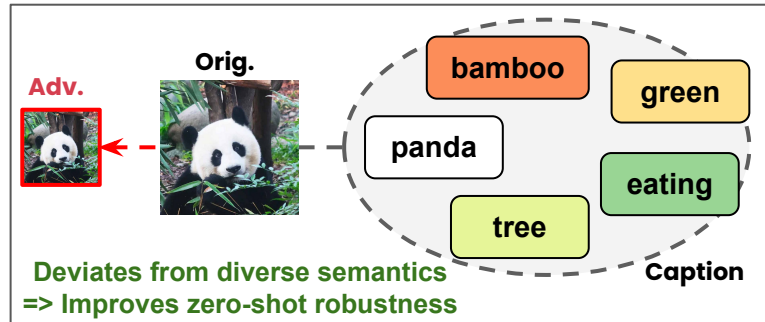 Adv.
Orig.
bamboo
green
panda
eating
tree
Caption
Deviates from diverse semantics
=> Improves zero-shot robustness